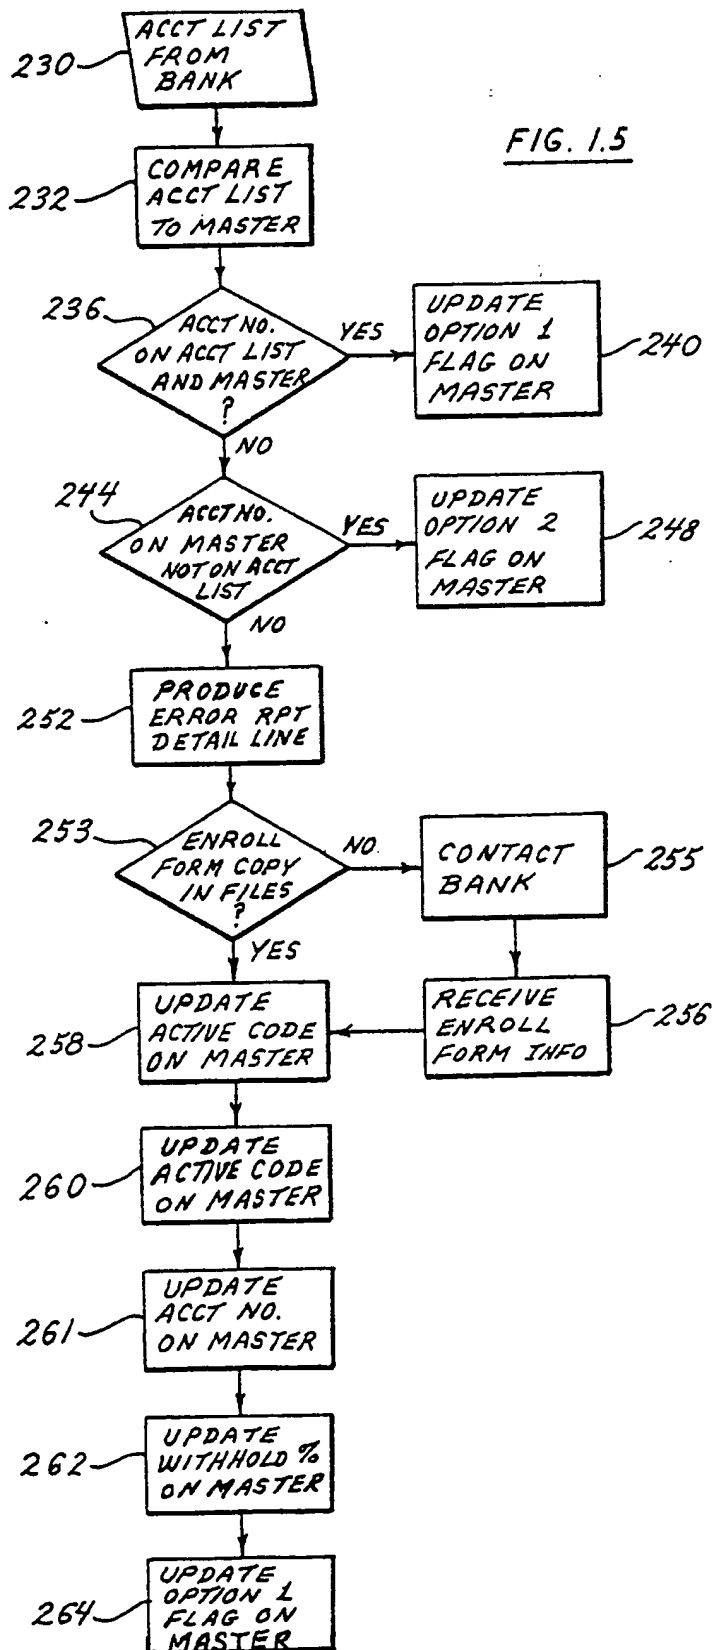 ACCT LIST
FROM
BANK
230
FIG. 1.5
COMPARE
ACCT LIST
TO MASTER
232
236
ACCT NO.
ON ACCT LIST
AND MASTER
?
YES
UPDATE
OPTION 1
FLAG ON
MASTER
240
NO
244
ACCT NO.
ON MASTER
NOT ON ACCT
LIST
YES
UPDATE
OPTION 2
FLAG ON
MASTER
248
NO
PRODUCE
ERROR RPT
DETAIL LINE
252
253
ENROLL
FORM COPY
IN FILES
?
NO
CONTACT
BANK
255
YES
UPDATE
ACTIVE CODE
ON MASTER
258
RECEIVE
ENROLL
FORM INFO
256
UPDATE
ACTIVE CODE
ON MASTER
260
UPDATE
ACCT NO.
ON MASTER
261
UPDATE
WITHHOLD %
ON MASTER
262
UPDATE
OPTION 1
FLAG ON
MASTER
264